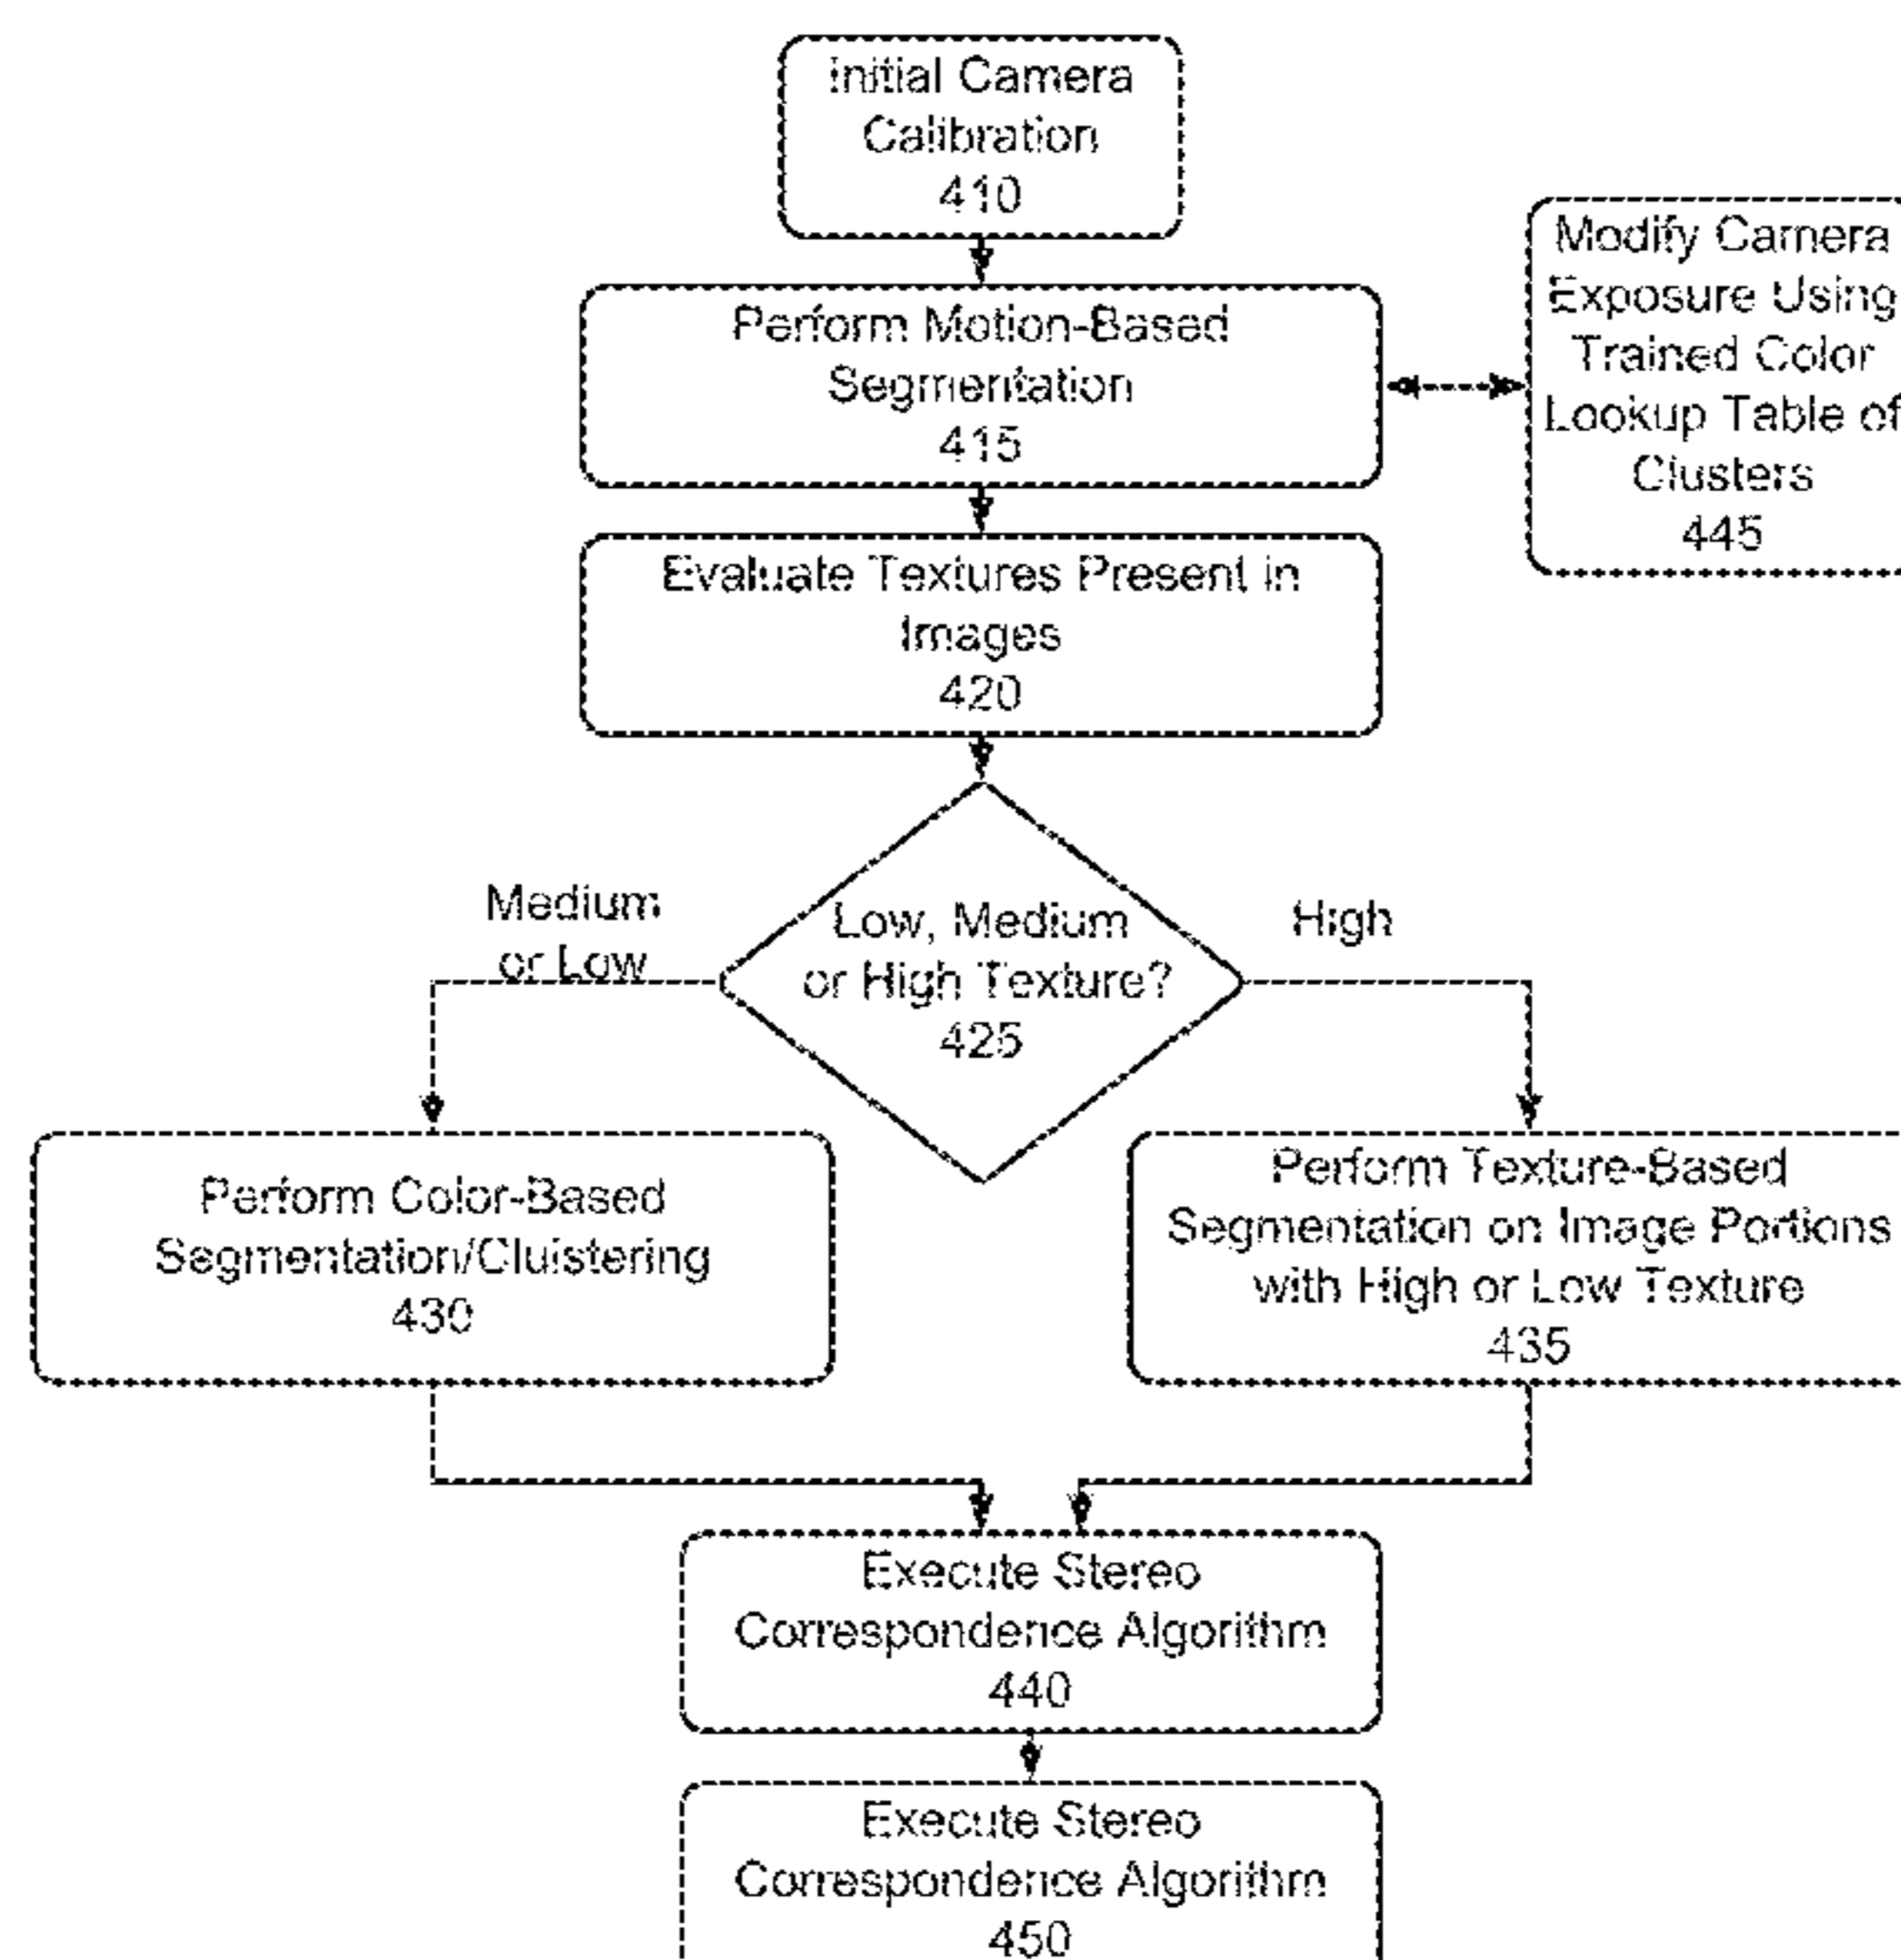 Initial Camera
Calibration
410
Modify Camera
Exposure Using
Trained Color
Lookup Table of
Clusters
445
Perform Motion-Based
Segmentation
415
Evaluate Textures Present in
Images
420
Low, Medium
or High Texture?
425
Medium
or Low
High
Perform Color-Based
Segmentation/Cluistering
430
Perform Texture-Based
Segmentation on Image Portions
with High or Low Texture
435
Execute Stereo
Correspondence Algorithm
440
Execute Stereo
Correspondence Algorithm
450